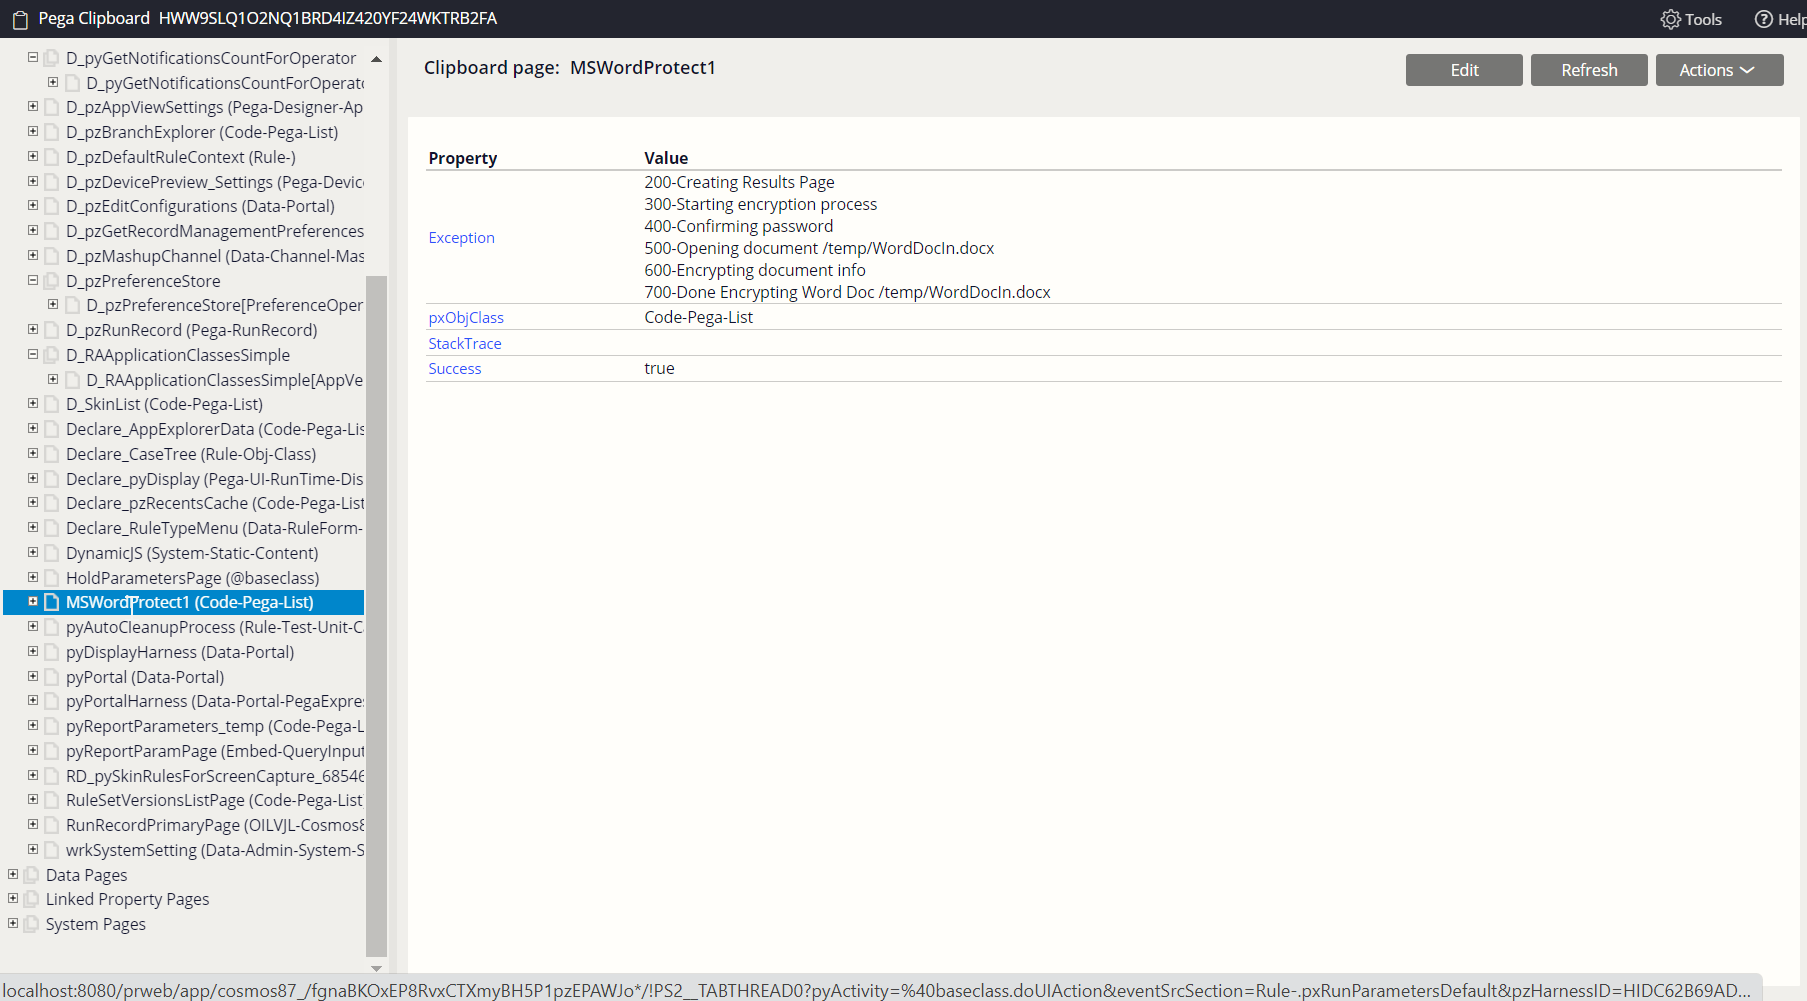 Pega Clipboard HWW9SLQ1O2NQ1BRD4IZ420YF24WKTRB2FA
Tools
Help
D_pyGetNotificationsCountForOperator
D_pyGetNotificationsCountForOperato
D_pzAppViewSettings (Pega-Designer-Ap
D_pzBranchExplorer (Code-Pega-List)
D_pzDefaultRuleContext (Rule-)
D_pzDevicePreview_Settings (Pega-Device
D_pzEditConfigurations (Data-Portal)
D_pzGetRecordManagementPreferences
D_pzMashupChannel (Data-Channel-Mas
D_pzPreferenceStore
D_pzPreferenceStore[PreferenceOper
D_pzRunRecord (Pega-RunRecord)
D_RAApplicationClassesSimple
D_RAApplicationClassesSimple[AppVe
D_SkinList (Code-Pega-List)
Declare_AppExplorerData (Code-Pega-Lis
Declare_CaseTree (Rule-Obj-Class)
Declare_pyDisplay (Pega-UI-RunTime-Dis
Declare_pzRecentsCache (Code-Pega-List
Declare_RuleTypeMenu (Data-RuleForm-
DynamicJS (System-Static-Content)
HoldParametersPage (@baseclass)
MSWordProtect1 (Code-Pega-List)
pyAutoCleanupProcess (Rule-Test-Unit-Ca
pyDisplayHarness (Data-Portal)
pyPortal (Data-Portal)
pyPortalHarness (Data-Portal-PegaExpres
pyReportParameters_temp (Code-Pega-L
pyReportParamPage (Embed-QueryInput
RD_pySkinRulesForScreenCapture_68546
RuleSetVersionsListPage (Code-Pega-List)
RunRecordPrimaryPage (OILVJL-Cosmos8
wrkSystemSetting (Data-Admin-System-S
Data Pages
Linked Property Pages
System Pages
Clipboard page: MSWordProtect1
Edit
Refresh
Actions
Property Value
Exception
200-Creating Results Page
300-Starting encryption process
400-Confirming password
500-Opening document /temp/WordDocIn.docx
600-Encrypting document info
700-Done Encrypting Word Doc /temp/WordDocIn.docx
pxObjClass Code-Pega-List
StackTrace
Success true
localhost:8080/prweb/app/cosmos87_/fgnaBKOxEP8RvxCTXmyBH5P1pzEPAWJo*/!PS2__TABTHREAD0?pyActivity=%40baseclass.doUIAction&eventSrcSection=Rule-.pxRunParametersDefault&pzHarnessID=HIDC62B69AD...